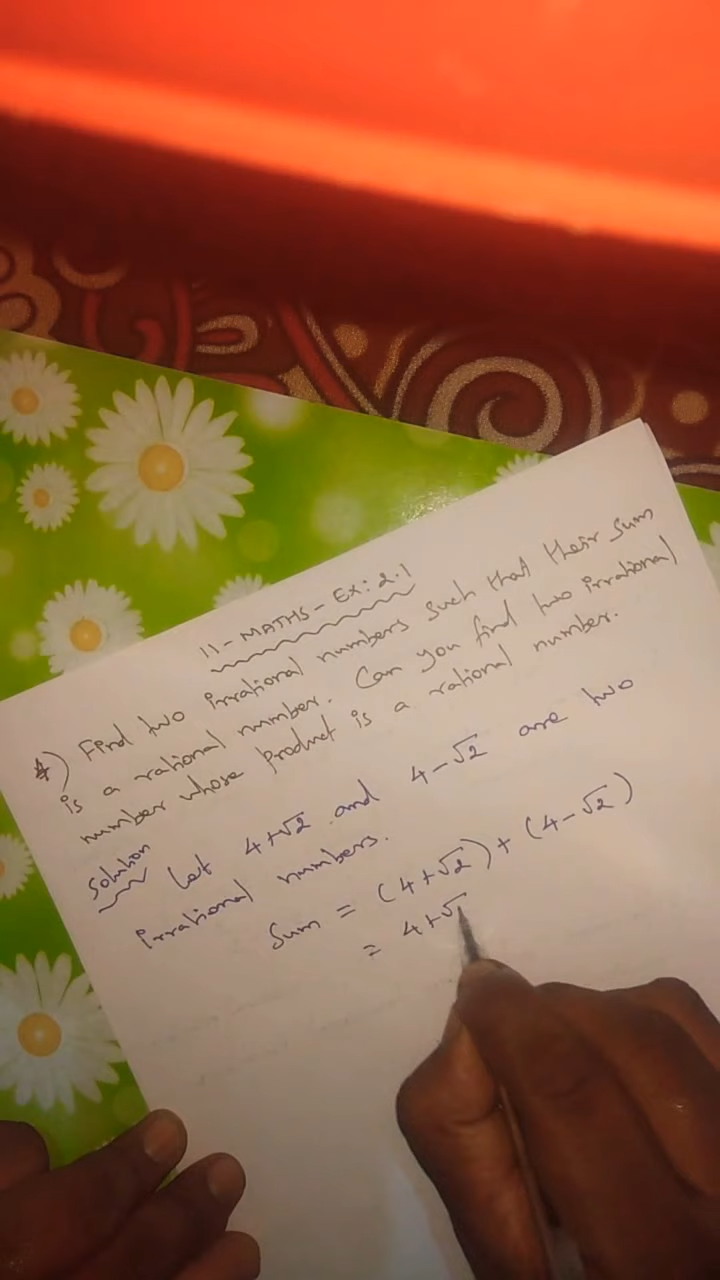 11-MATHS-EX:2.1
4) Find two irrational numbers such that their sum
is a rational number. Can you find two irrational
number whose product is a rational number.
Solution
Let 4+√2 and 4-√2 are two
irrational numbers.
Sum = (4+√2)+(4-√2)
= 4+√